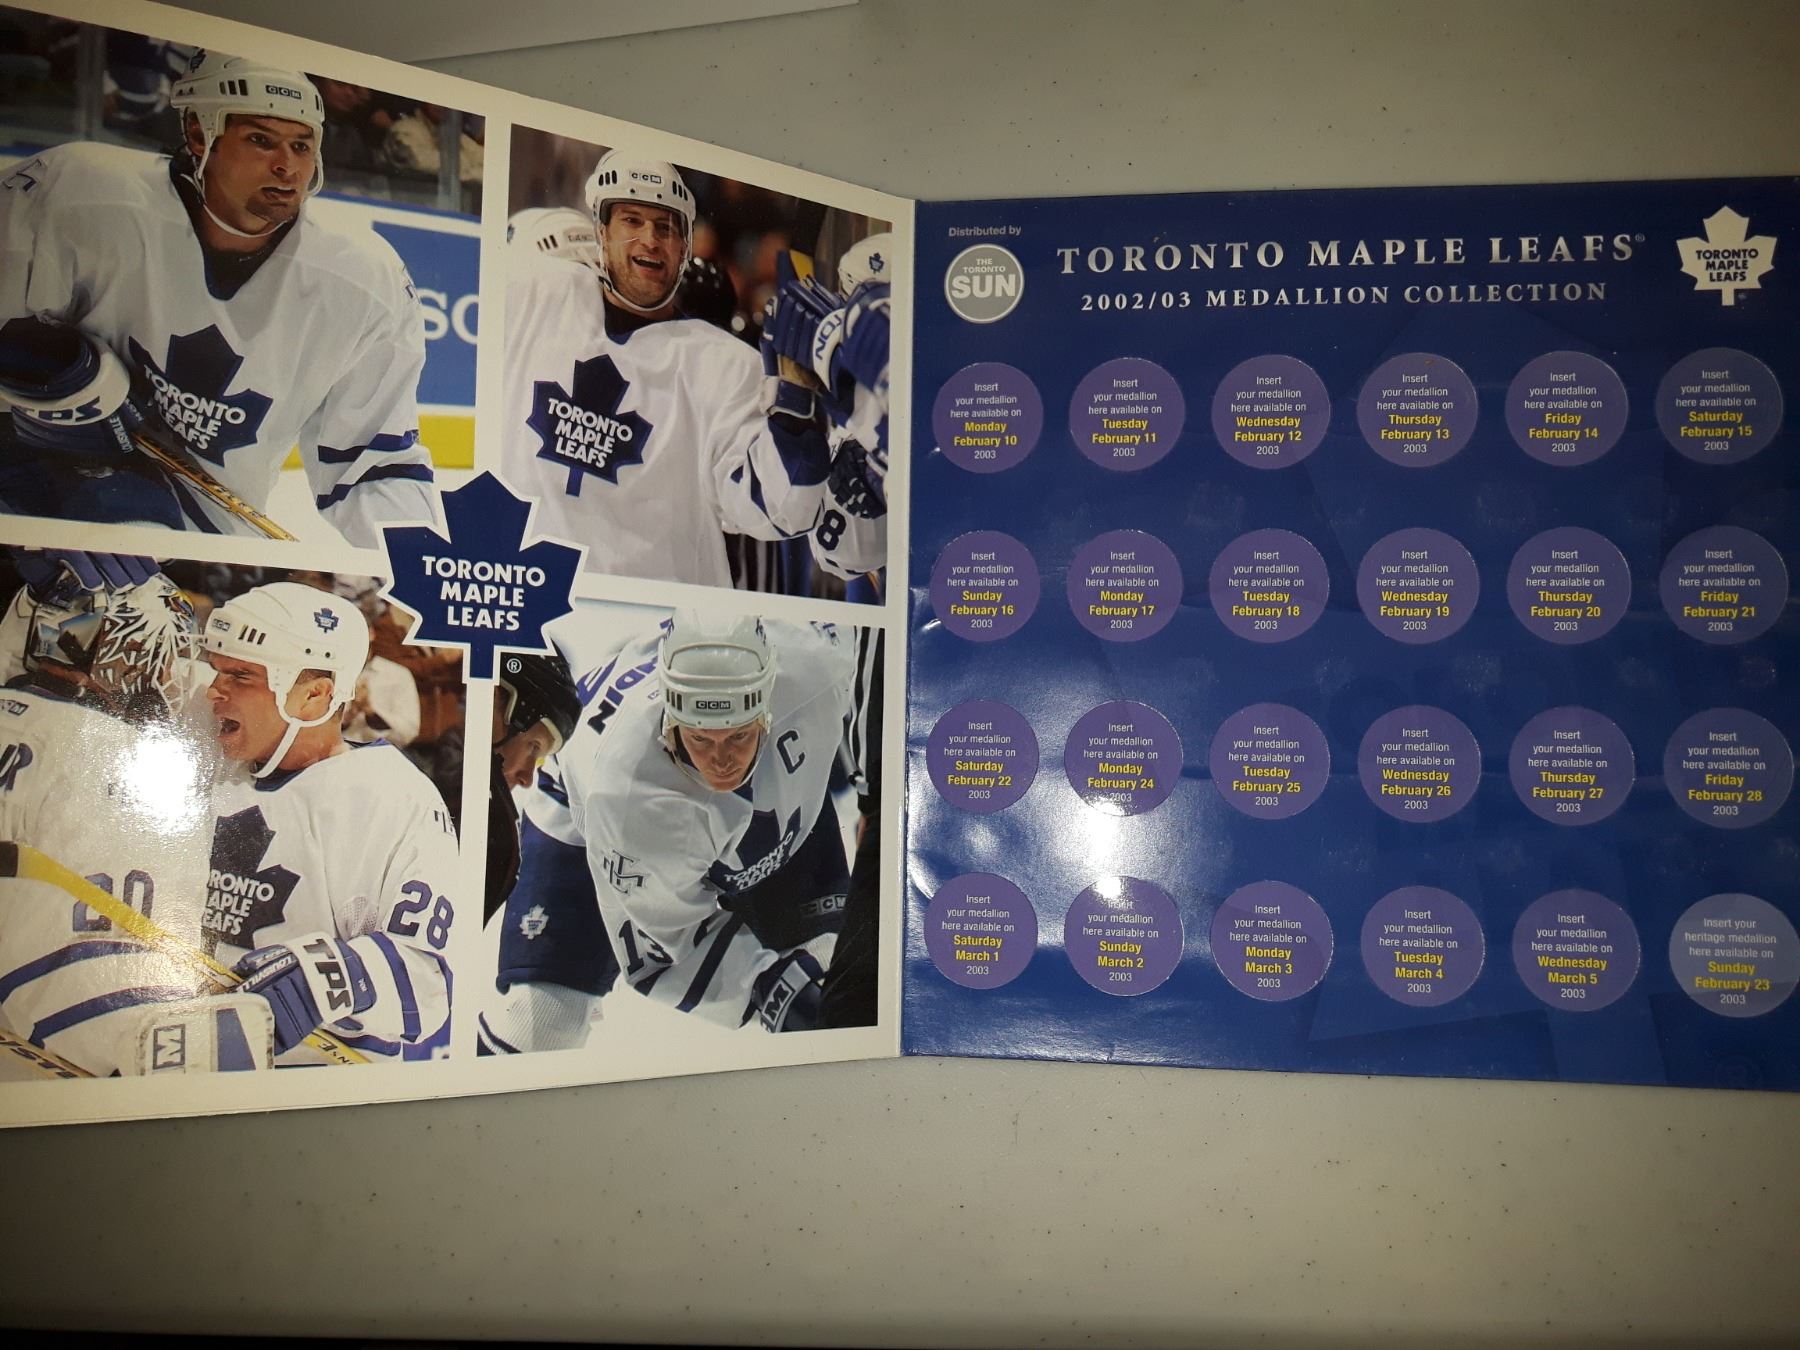 CCM
TORONTO
MAPLE
LEAFS
TPS
CCM
TORONTO
MAPLE
LEAFS
8
TORONTO
MAPLE
LEAFS
®
28
TPS
20
CCM
C
13
TORONTO
Distributed by
THE
TORONTO
SUN
TORONTO MAPLE LEAFS®
2002/03 MEDALLION COLLECTION
TORONTO
MAPLE
LEAFS
Insert
your medallion
here available on
Monday
February 10
2003
Insert
your medallion
here available on
Tuesday
February 11
2003
Insert
your medallion
here available on
Wednesday
February 12
2003
Insert
your medallion
here available on
Thursday
February 13
2003
Insert
your medallion
here available on
Friday
February 14
2003
Insert
your medallion
here available on
Saturday
February 15
2003
Insert
your medallion
here available on
Sunday
February 16
2003
Insert
your medallion
here available on
Monday
February 17
2003
Insert
your medallion
here available on
Tuesday
February 18
2003
Insert
your medallion
here available on
Wednesday
February 19
2003
Insert
your medallion
here available on
Thursday
February 20
2003
Insert
your medallion
here available on
Friday
February 21
2003
Insert
your medallion
here available on
Saturday
February 22
2003
Insert
your medallion
here available on
Monday
February 24
2003
Insert
your medallion
here available on
Tuesday
February 25
2003
Insert
your medallion
here available on
Wednesday
February 26
2003
Insert
your medallion
here available on
Thursday
February 27
2003
Insert
your medallion
here available on
Friday
February 28
2003
Insert
your medallion
here available on
Saturday
March 1
2003
Insert
your medallion
here available on
Sunday
March 2
2003
Insert
your medallion
here available on
Monday
March 3
2003
Insert
your medallion
here available on
Tuesday
March 4
2003
Insert
your medallion
here available on
Wednesday
March 5
2003
Insert your
heritage medallion
here available on
Sunday
February 23
2003